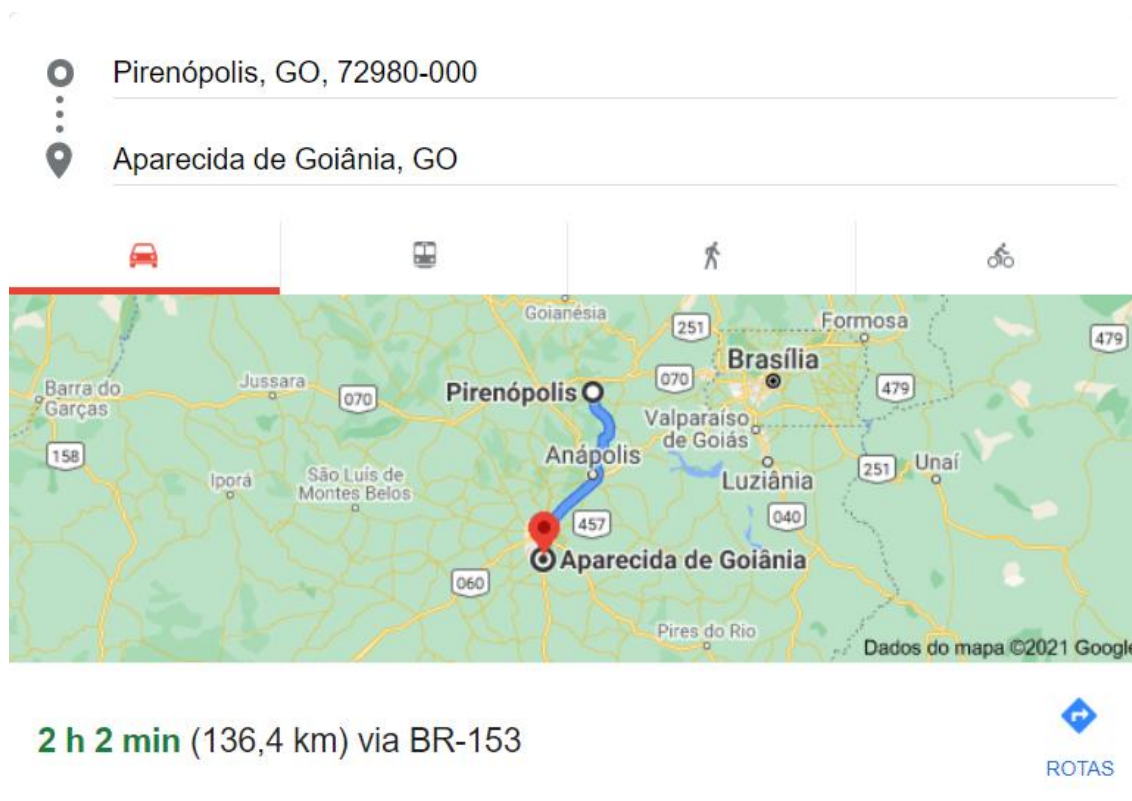 Pirenópolis, GO, 72980-000
Aparecida de Goiânia, GO
Goianésia
251
Formosa
479
Brasília
Barra do
Garças
Jussara
070
Pirenópolis
070
479
Valparaíso
de Goiás
158
Anápolis
Iporá
São Luís de
Montes Belos
Luziânia
251
Unaí
457
040
Aparecida de Goiânia
060
Pires do Rio
Dados do mapa ©2021 Google
2 h 2 min (136,4 km) via BR-153
ROTAS